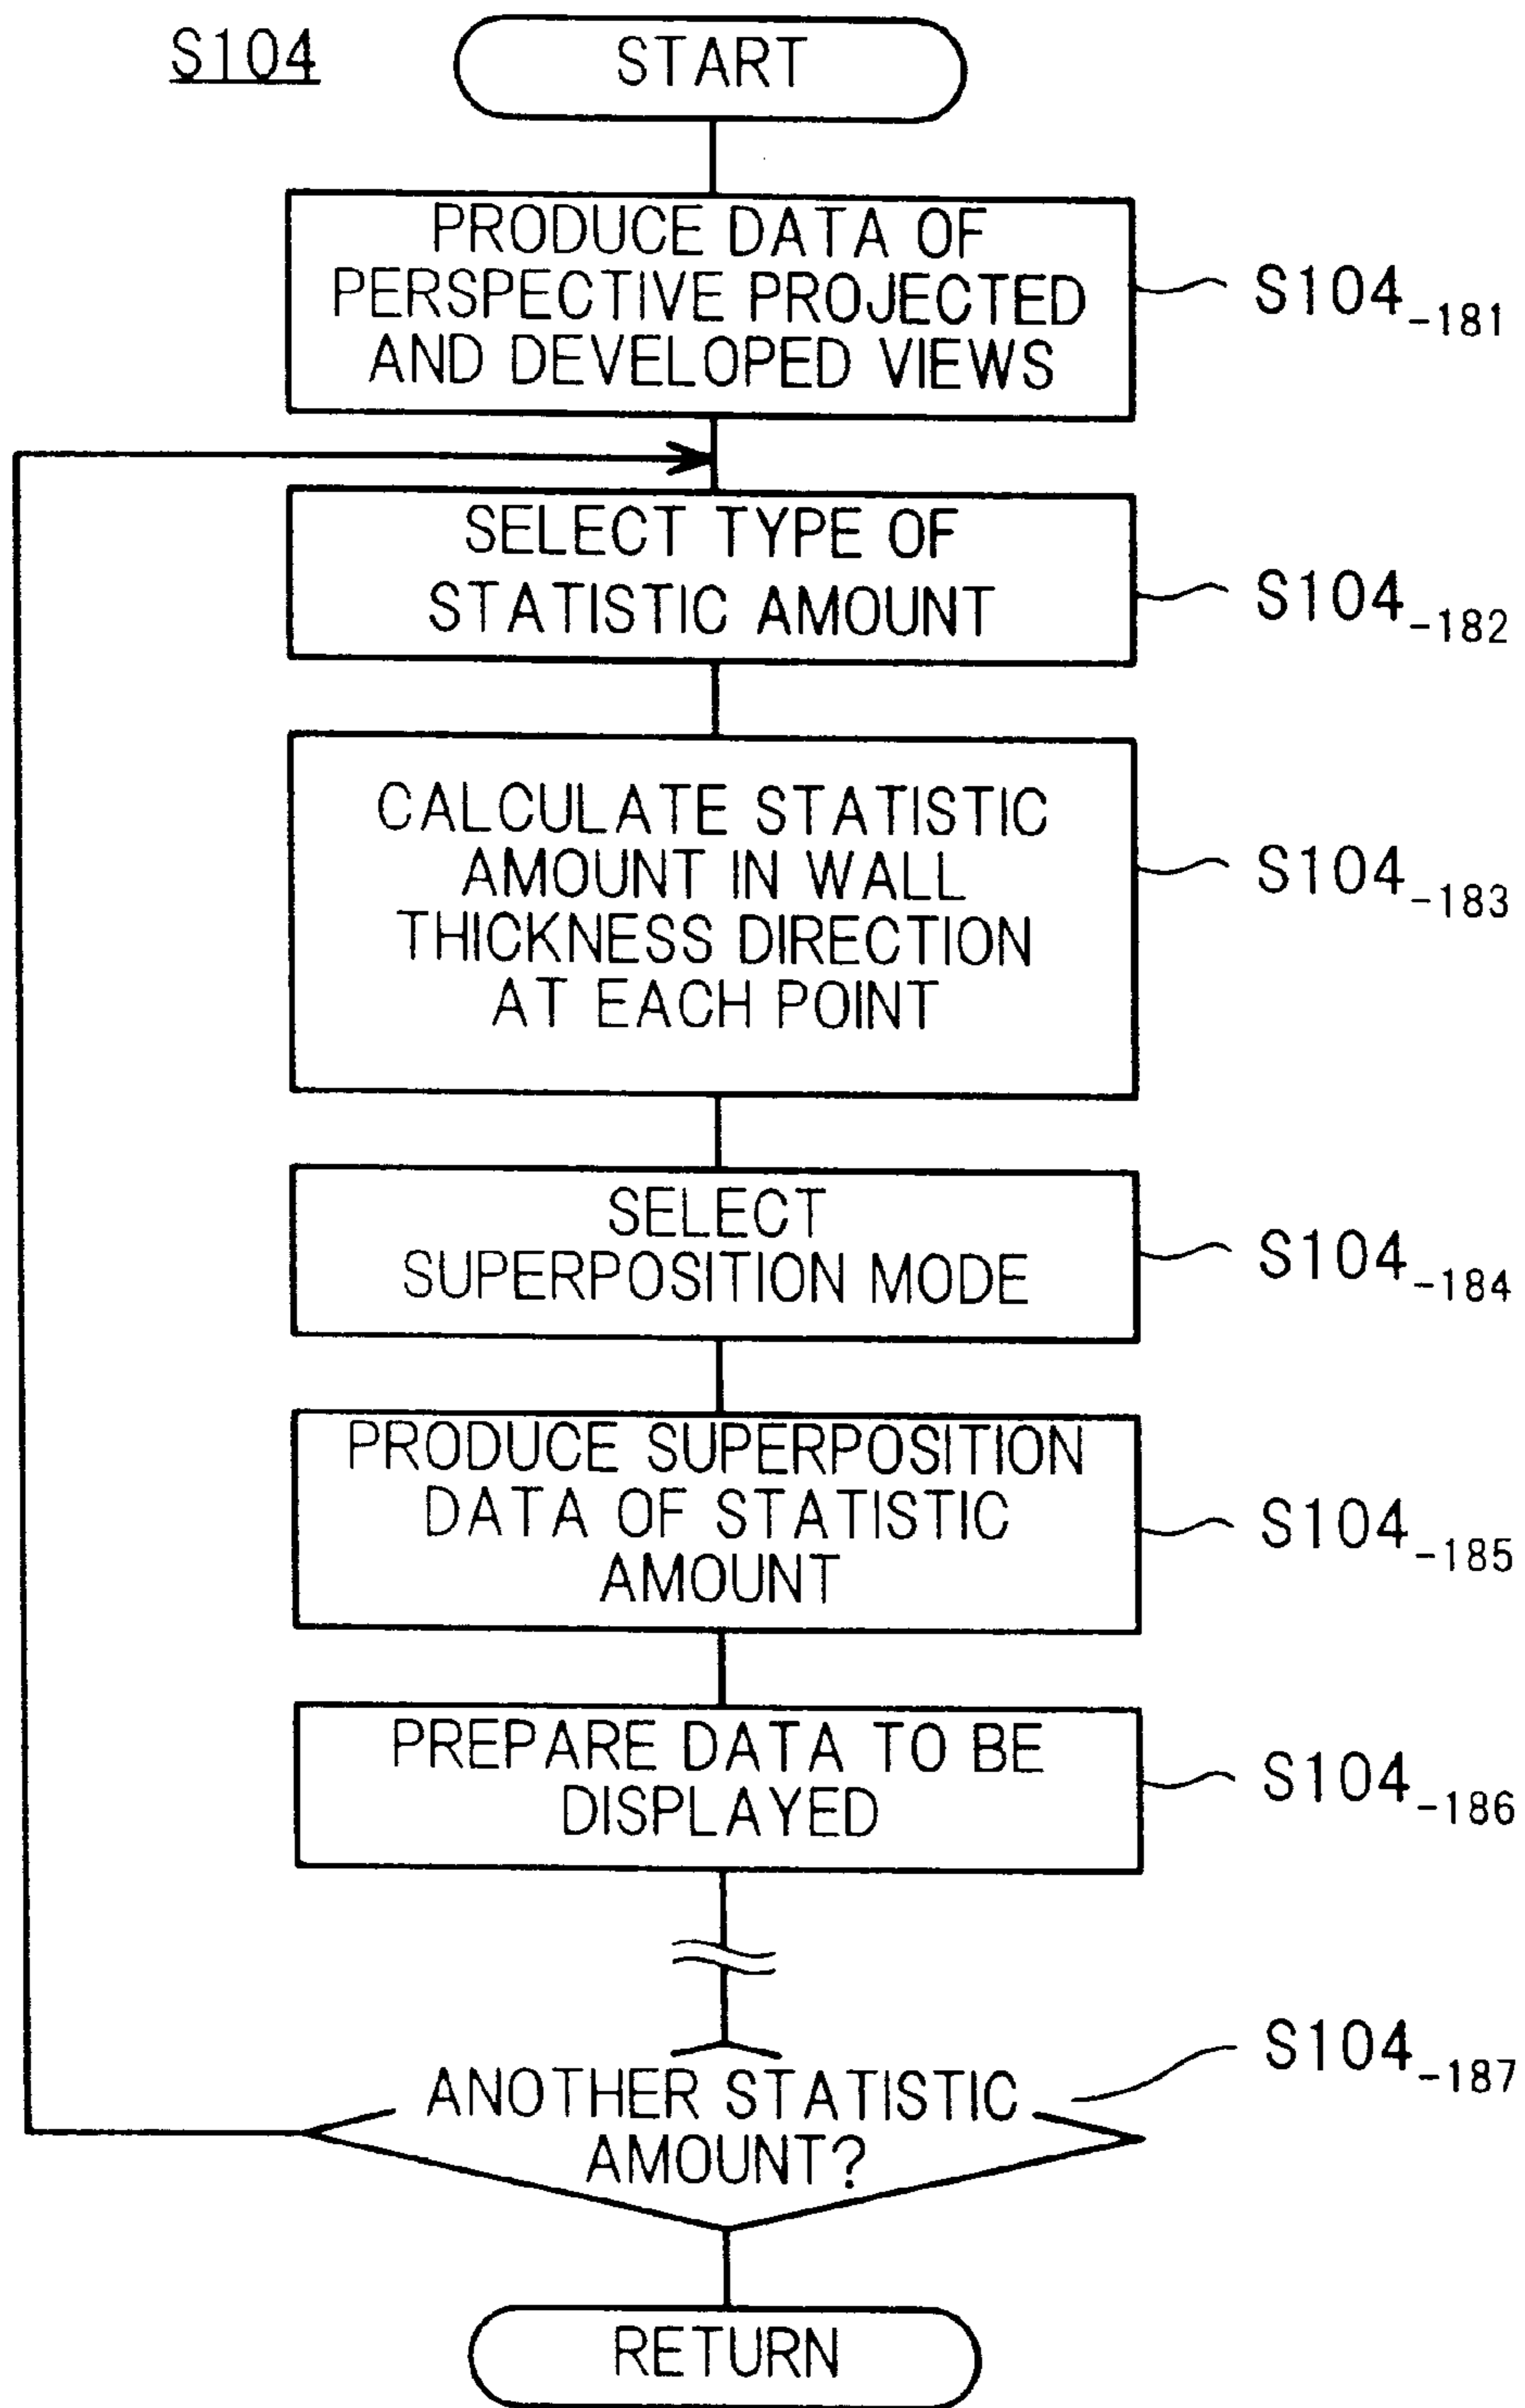 S104
START
PRODUCE DATA OF
PERSPECTIVE PROJECTED
AND DEVELOPED VIEWS
S104-181
SELECT TYPE OF
STATISTIC AMOUNT
S104-182
CALCULATE STATISTIC
AMOUNT IN WALL
THICKNESS DIRECTION
AT EACH POINT
S104-183
SELECT
SUPERPOSITION MODE
S104-184
PRODUCE SUPERPOSITION
DATA OF STATISTIC
AMOUNT
S104-185
PREPARE DATA TO BE
DISPLAYED
S104-186
ANOTHER STATISTIC
AMOUNT?
S104-187
RETURN